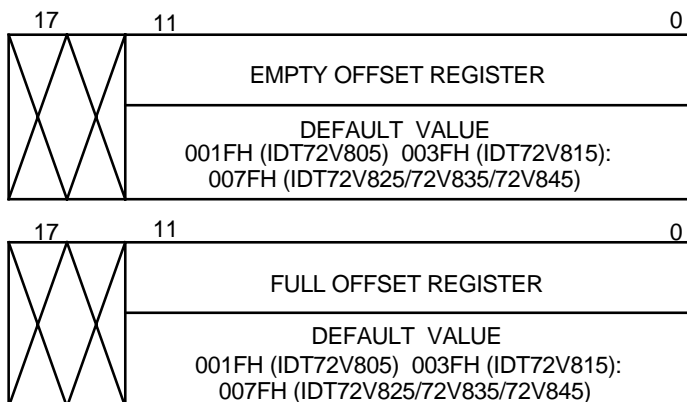 17 11 0
EMPTY OFFSET REGISTER
DEFAULT VALUE
001FH (IDT72V805) 003FH (IDT72V815):
007FH (IDT72V825/72V835/72V845)
17 11 0
FULL OFFSET REGISTER
DEFAULT VALUE
001FH (IDT72V805) 003FH (IDT72V815):
007FH (IDT72V825/72V835/72V845)